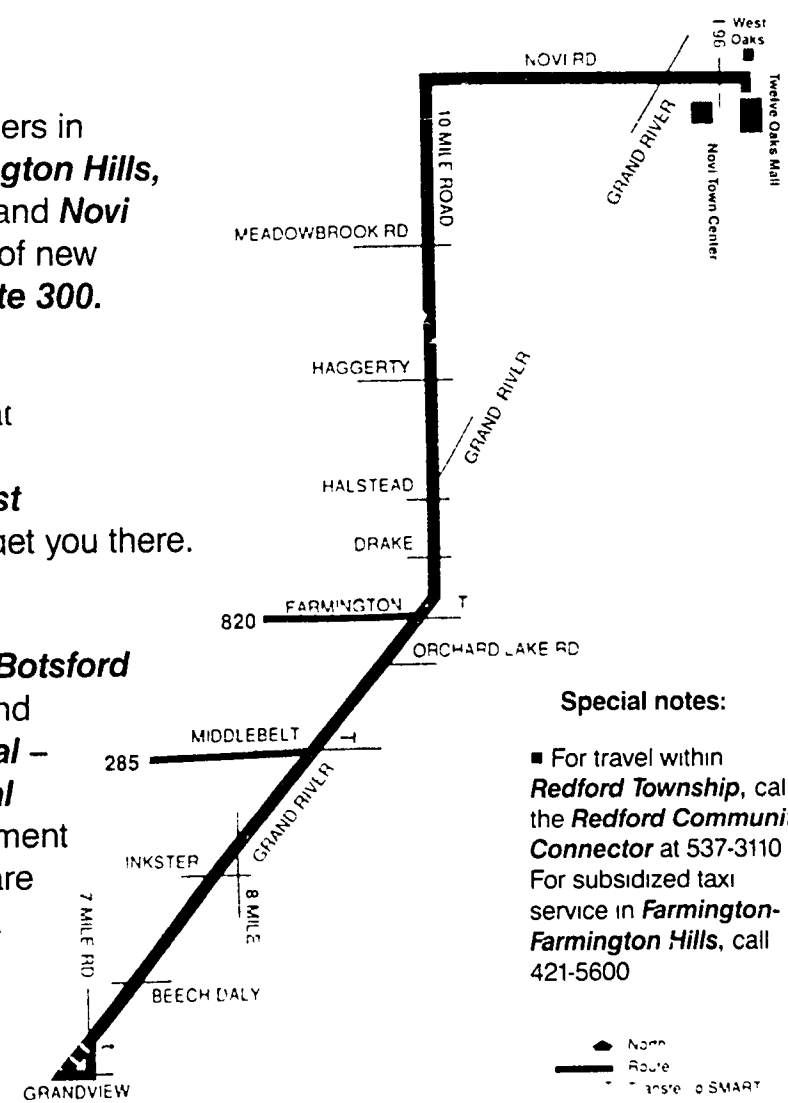 ers in
gton Hills,
and Novi
of new
te 300.
at
st
get you there.
Botsford
nd
al –
al
ment
are
West
Oaks
I 96
NOVI RD
Twelve Oaks Mall
GRAND RIVER
Novi Town Center
10 MILE ROAD
MEADOWBROOK RD
HAGGERTY
GRAND RIVER
HALSTEAD
DRAKE
FARMINGTON
T
820
ORCHARD LAKE RD
MIDDLEBELT
T
285
GRAND RIVER
INKSTER
8 MILE
7 MILE RD
BEECH DALY
GRANDVIEW
Special notes:
■ For travel within
Redford Township, cal
the Redford Communi
Connector at 537-3110
For subsidized taxi
service in Farmington-
Farmington Hills, call
421-5600
North
Route
SMART